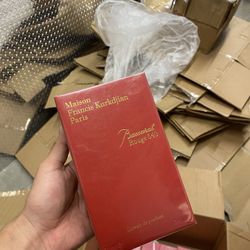 Maison
Francis Kurkdjian
Paris
Baccarat
Rouge 540
Extrait de parfum